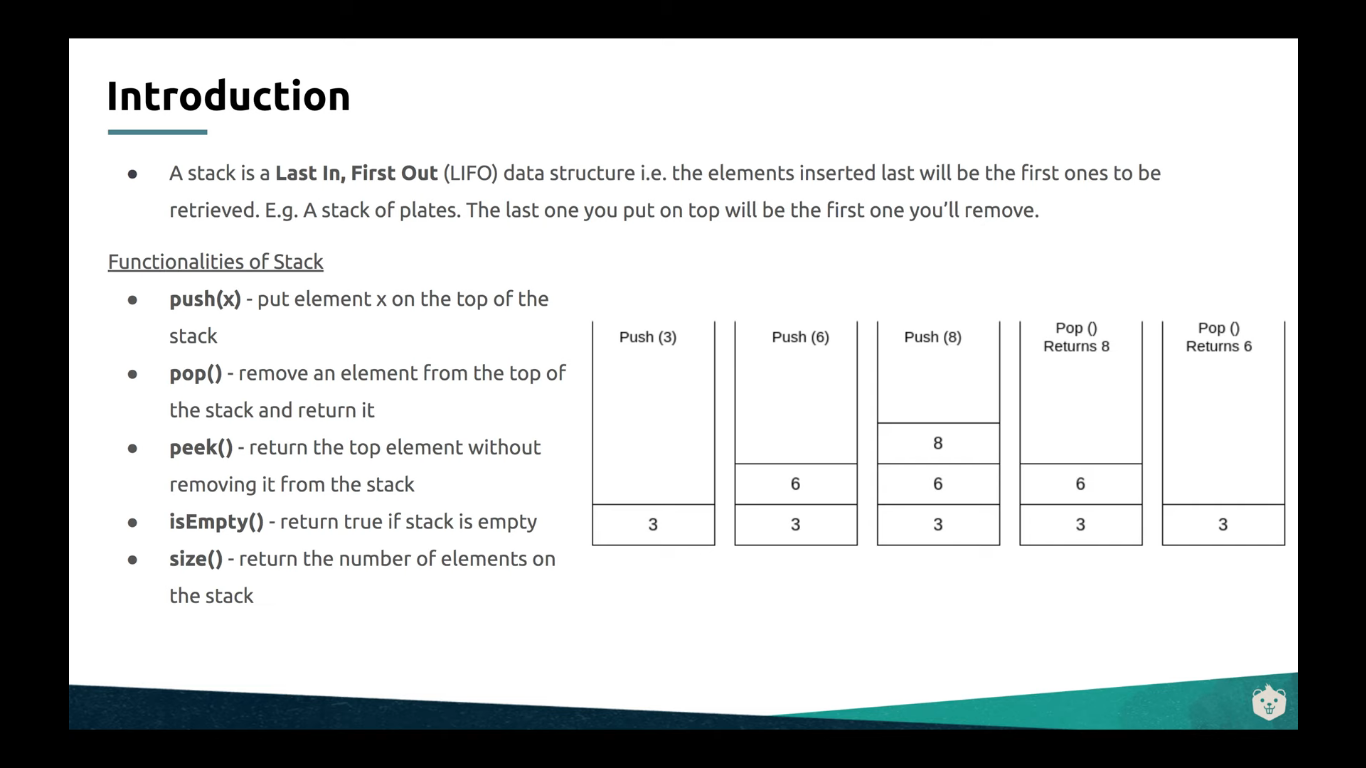 Introduction
● A stack is a Last In, First Out (LIFO) data structure i.e. the elements inserted last will be the first ones to be
retrieved. E.g. A stack of plates. The last one you put on top will be the first one you’ll remove.
Functionalities of Stack
● push(x) - put element x on the top of the
stack
● pop() - remove an element from the top of
the stack and return it
● peek() - return the top element without
removing it from the stack
● isEmpty() - return true if stack is empty
● size() - return the number of elements on
the stack
Push (3)
3
Push (6)
6
3
Push (8)
8
6
3
Pop ()
Returns 8
6
3
Pop ()
Returns 6
3